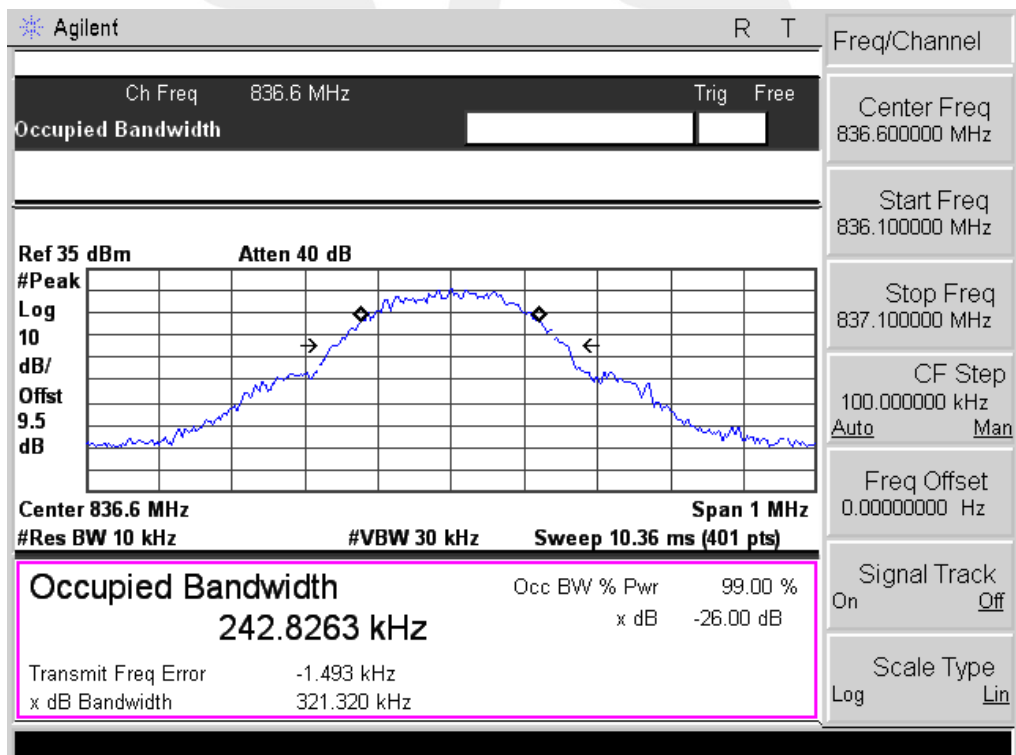 Agilent R T
Freq/Channel
Ch Freq 836.6 MHz Trig Free
Occupied Bandwidth
Center Freq
836.600000 MHz
Start Freq
836.100000 MHz
Stop Freq
837.100000 MHz
CF Step
100.000000 kHz
Auto Man
Freq Offset
0.00000000 Hz
Signal Track
On Off
Scale Type
Log Lin
Ref 35 dBm Atten 40 dB
#Peak
Log
10
dB/
Offst
9.5
dB
Center 836.6 MHz Span 1 MHz
#Res BW 10 kHz #VBW 30 kHz Sweep 10.36 ms (401 pts)
Occupied Bandwidth Occ BW % Pwr 99.00 %
242.8263 kHz x dB -26.00 dB
Transmit Freq Error -1.493 kHz
x dB Bandwidth 321.320 kHz